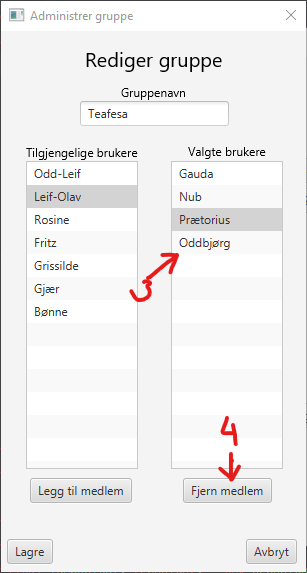 Administrer gruppe
Rediger gruppe
Gruppenavn
Teafesa
Tilgjengelige brukere
Odd-Leif
Leif-Olav
Rosine
Fritz
Grissilde
Gjær
Bønne
Legg til medlem
Valgte brukere
Gauda
Nub
Prætorius
Oddbjørg
3
4
Fjern medlem
Lagre
Avbryt